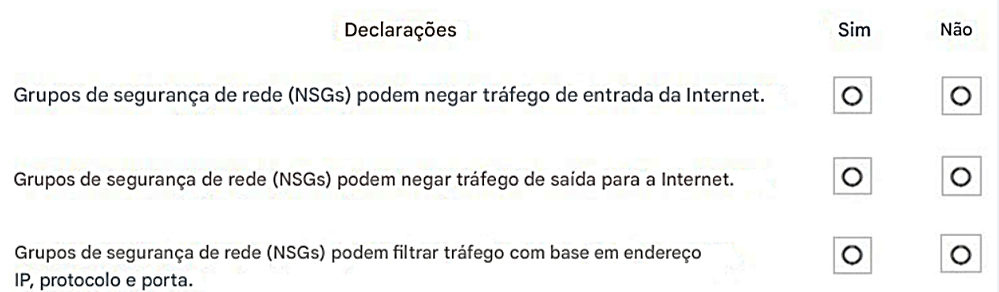 Declarações Sim Não
Grupos de segurança de rede (NSGs) podem negar tráfego de entrada da Internet.
Grupos de segurança de rede (NSGs) podem negar tráfego de saída para a Internet.
Grupos de segurança de rede (NSGs) podem filtrar tráfego com base em endereço
IP, protocolo e porta.